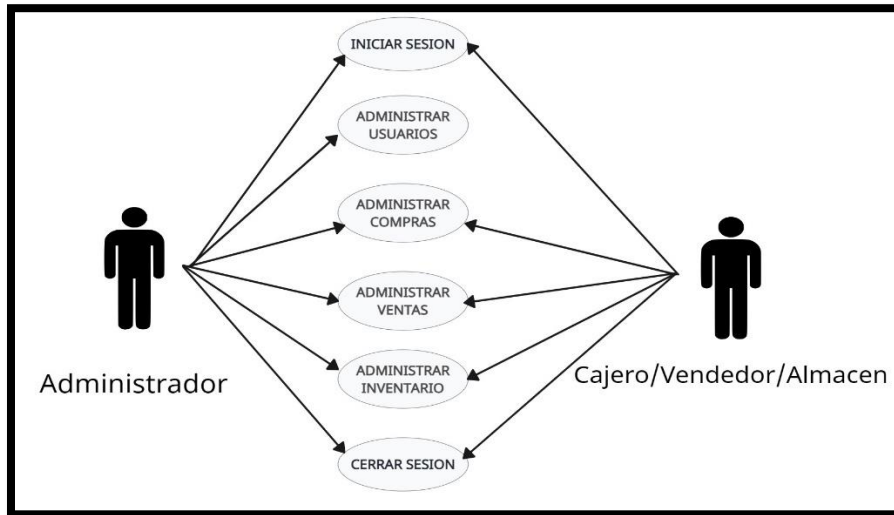 INICIAR SESION
ADMINISTRAR
USUARIOS
ADMINISTRAR
COMPRAS
ADMINISTRAR
VENTAS
ADMINISTRAR
INVENTARIO
CERRAR SESION
Administrador
Cajero/Vendedor/Almacen